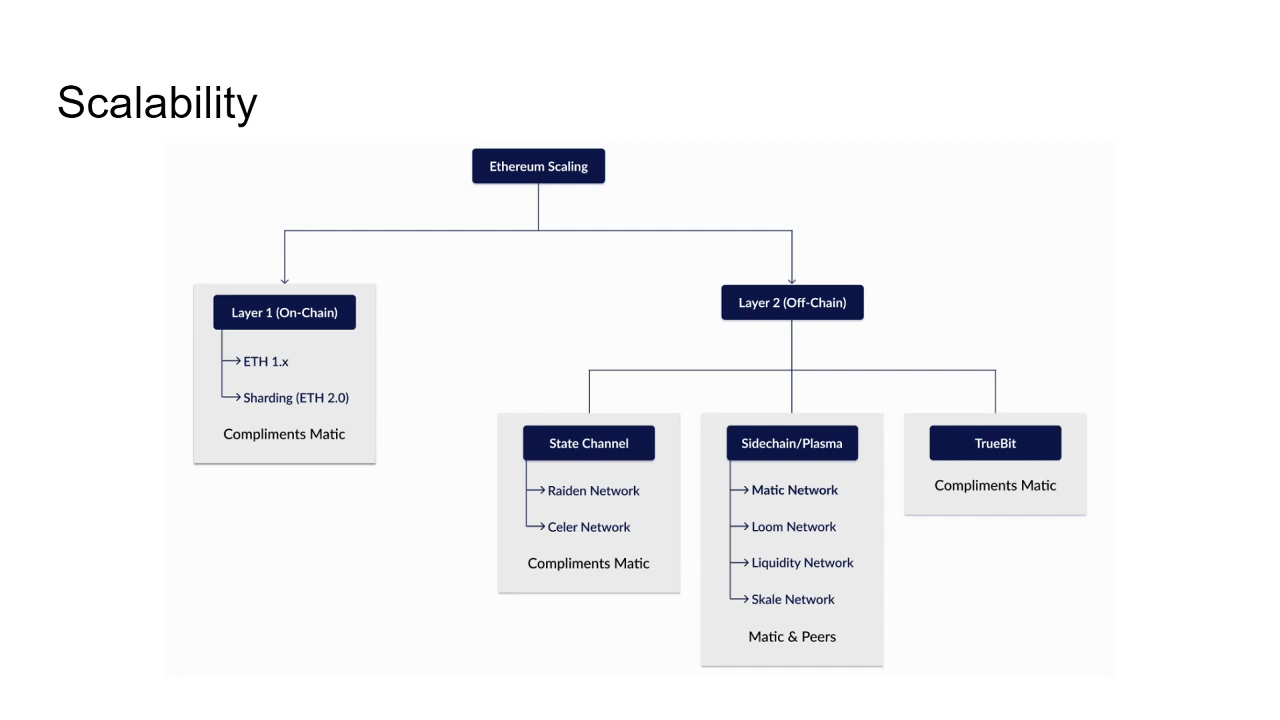 Scalability
Ethereum Scaling
Layer 1 (On-Chain)
ETH 1.x
Sharding (ETH 2.0)
Compliments Matic
Layer 2 (Off-Chain)
State Channel
Raiden Network
Celer Network
Compliments Matic
Sidechain/Plasma
Matic Network
Loom Network
Liquidity Network
Skale Network
Matic & Peers
TrueBit
Compliments Matic